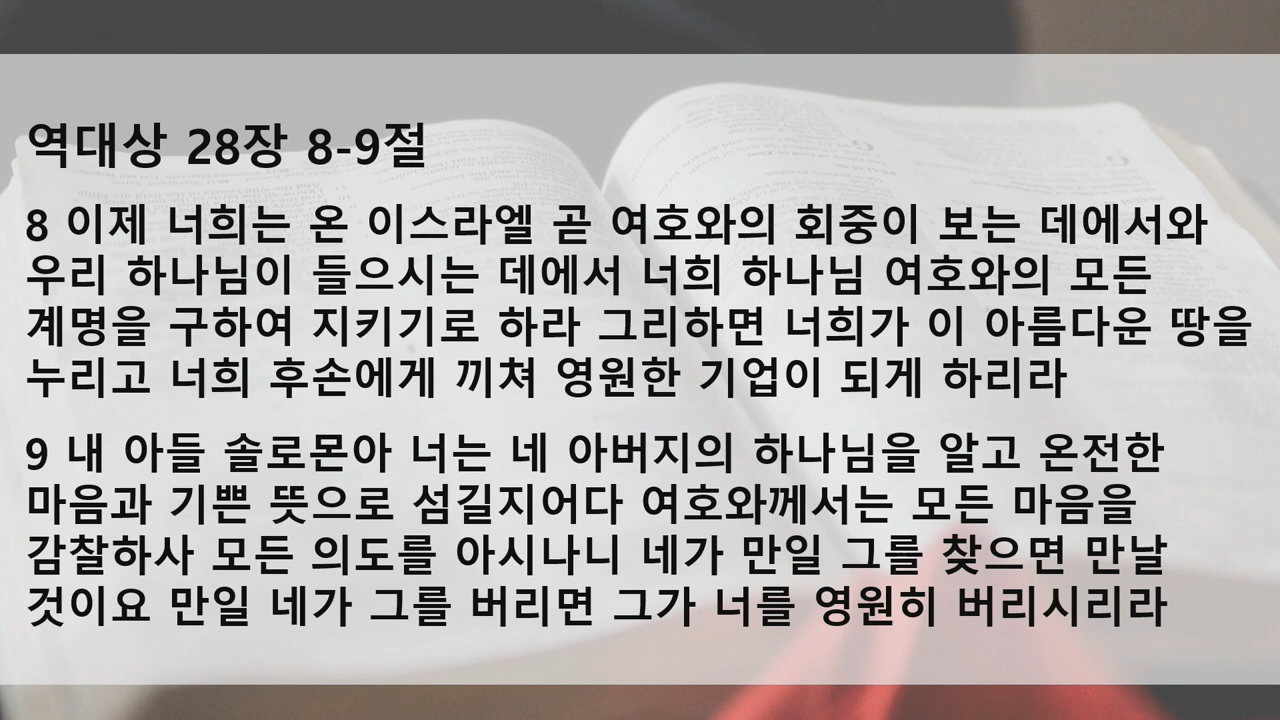 역대상 28장 8-9절
8 이제 너희는 온 이스라엘 곧 여호와의 회중이 보는 데에서와
우리 하나님이 들으시는 데에서 너희 하나님 여호와의 모든
계명을 구하여 지키기로 하라 그리하면 너희가 이 아름다운 땅을
누리고 너희 후손에게 끼쳐 영원한 기업이 되게 하리라
9 내 아들 솔로몬아 너는 네 아버지의 하나님을 알고 온전한
마음과 기쁜 뜻으로 섬길지어다 여호와께서는 모든 마음을
감찰하사 모든 의도를 아시나니 네가 만일 그를 찾으면 만날
것이요 만일 네가 그를 버리면 그가 너를 영원히 버리시리라